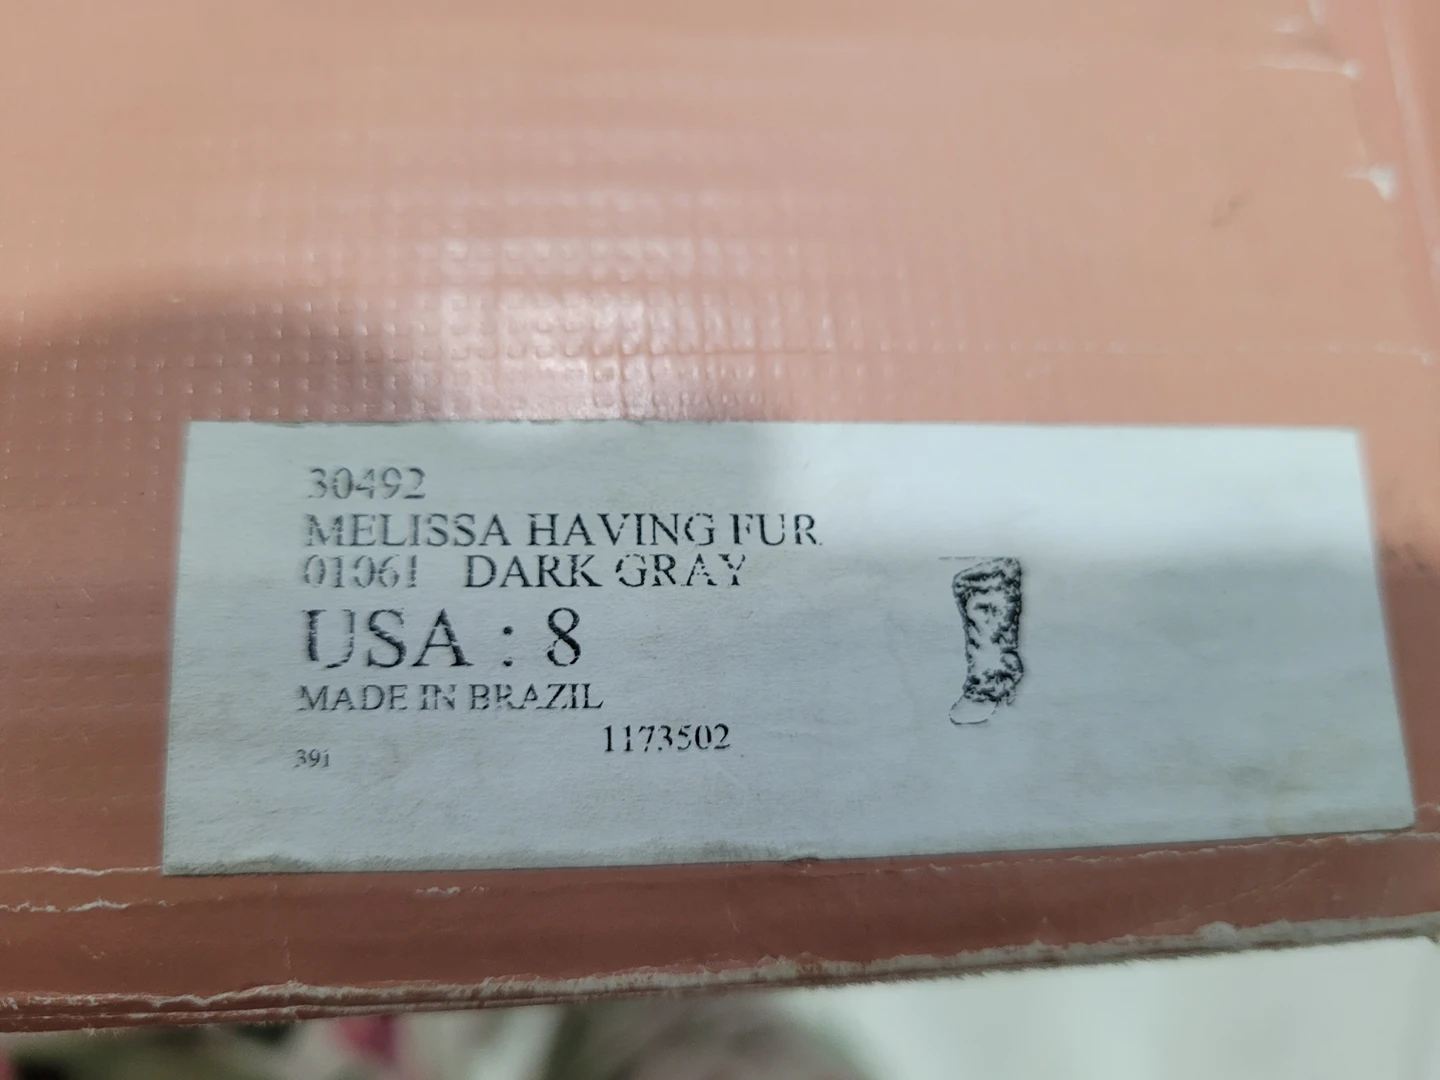 30492
MELISSA HAVING FUR
01061 DARK GRAY
USA : 8
MADE IN BRAZIL
1173502
391